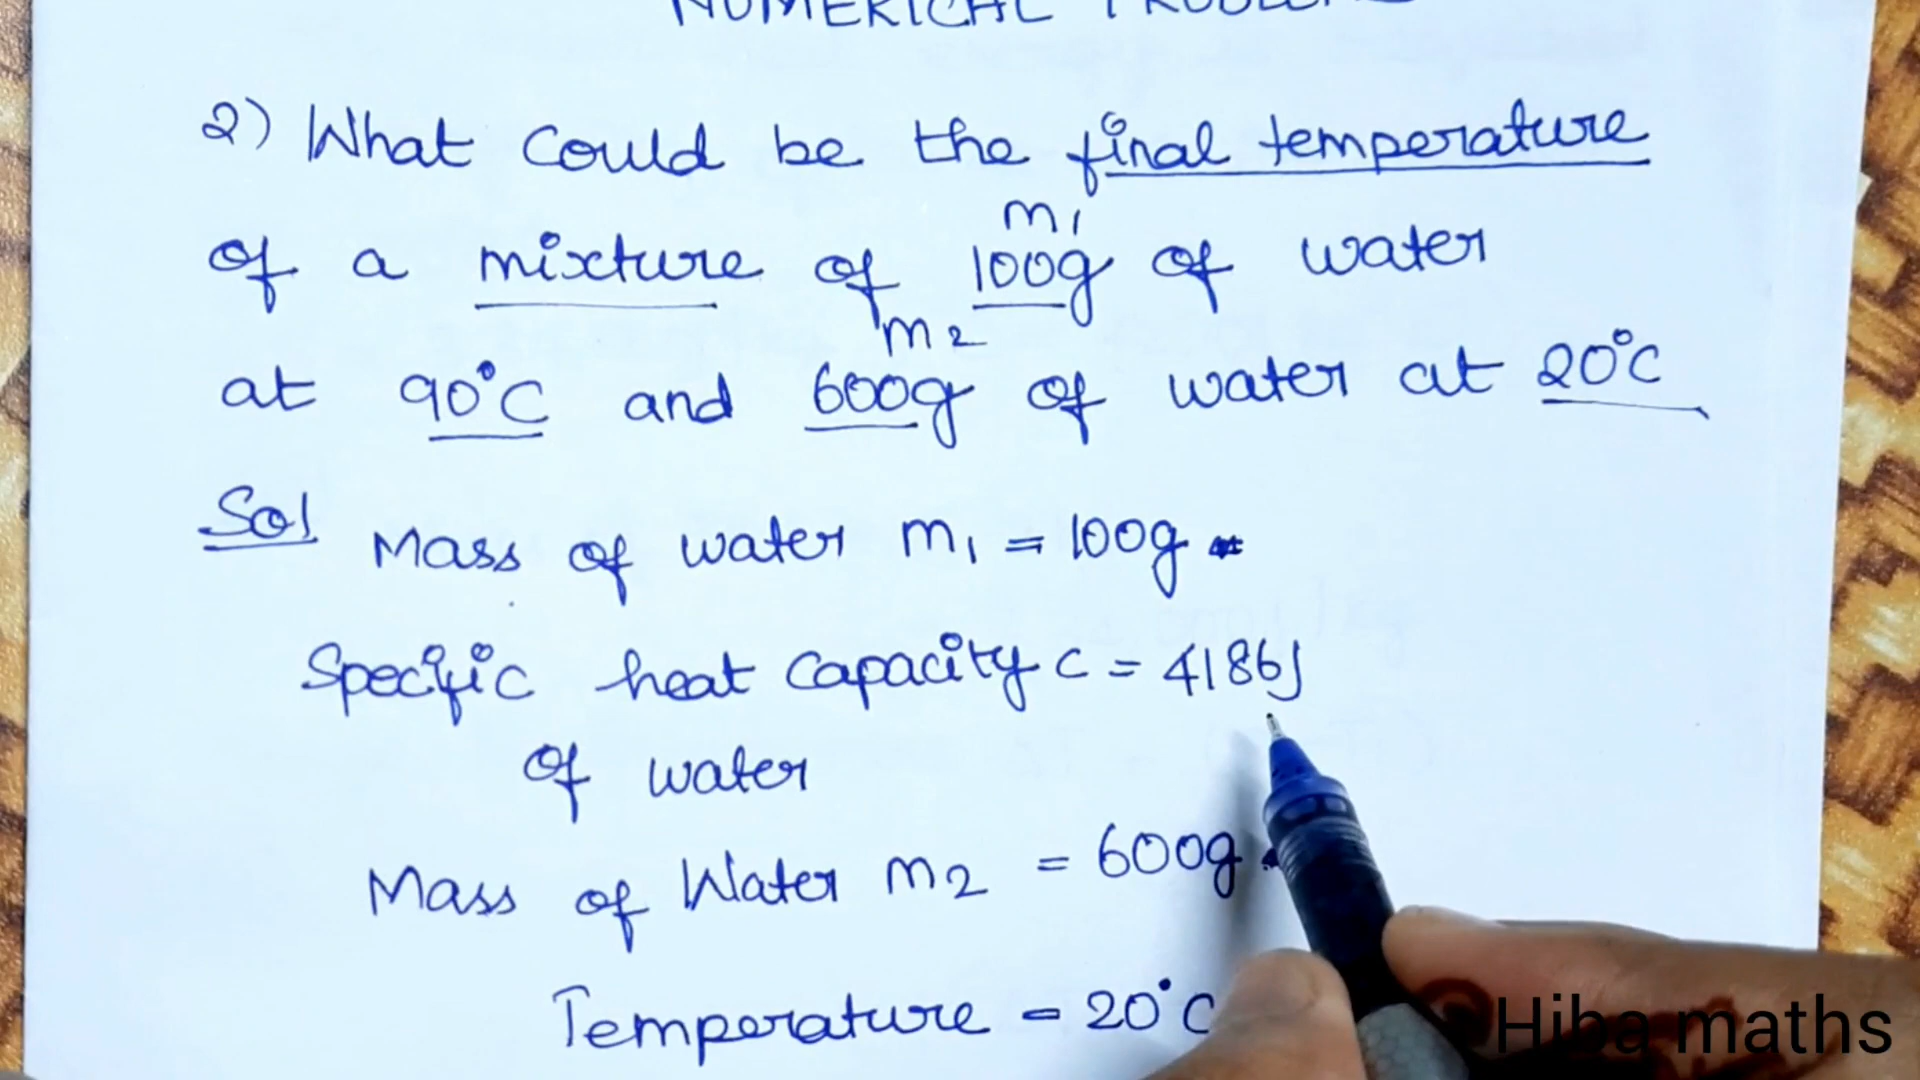 NUMERICAL PROBLEMS
2) What could be the final temperature
m1
of a mixture of 100g of water
m2
at 90°C and 600g of water at 20°C
Sol Mass of water m1 = 100g
Specific heat capacity c = 4186J
of water
Mass of Water m2 = 600g
Temperature = 20°C
Hiba maths